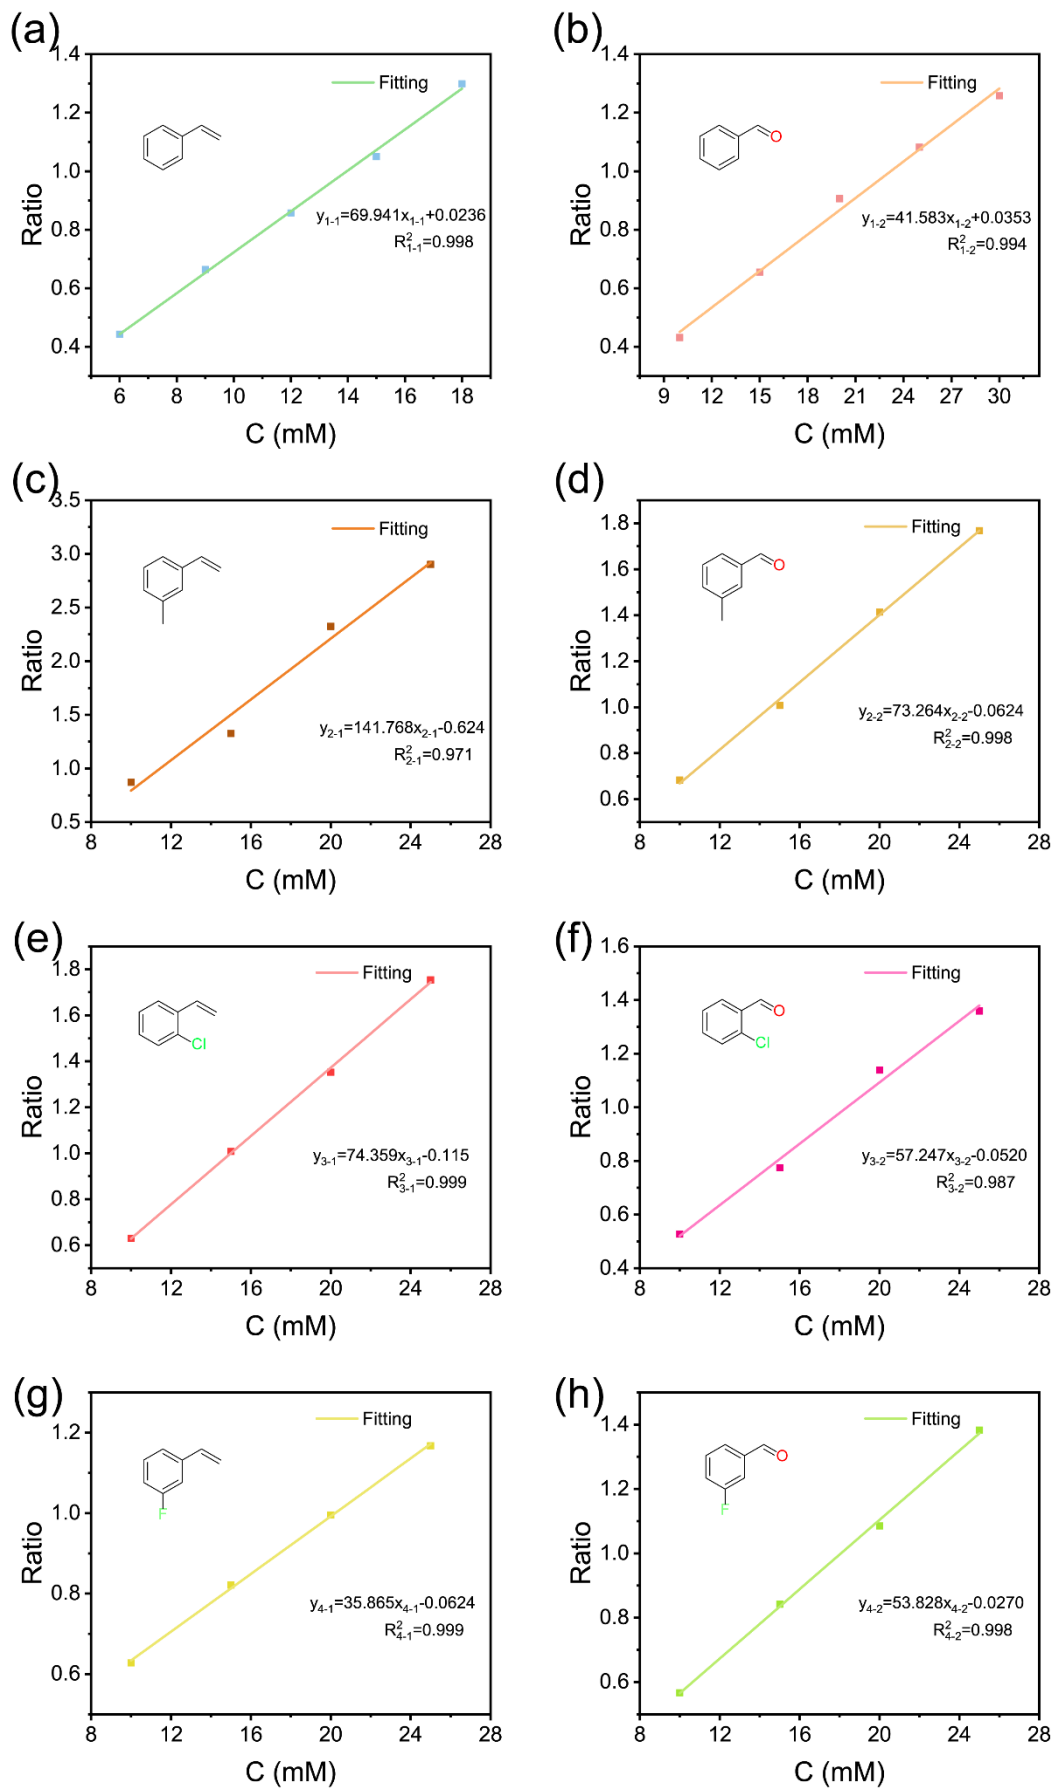 (a)
1.4
1.2
1.0
0.8
0.6
0.4
Ratio
Fitting
y1-1=69.941x1-1+0.0236
R²1-1=0.998
6 8 10 12 14 16 18
C (mM)
(b)
1.4
1.2
1.0
0.8
0.6
0.4
Ratio
Fitting
O
y1-2=41.583x1-2+0.0353
R²1-2=0.994
9 12 15 18 21 24 27 30
C (mM)
(c)
3.5
3.0
2.5
2.0
1.5
1.0
0.5
Ratio
Fitting
y2-1=141.768x2-1-0.624
R²2-1=0.971
8 12 16 20 24 28
C (mM)
(d)
1.8
1.6
1.4
1.2
1.0
0.8
0.6
Ratio
Fitting
O
y2-2=73.264x2-2-0.0624
R²2-2=0.998
8 12 16 20 24 28
C (mM)
(e)
1.8
1.6
1.4
1.2
1.0
0.8
0.6
Ratio
Fitting
Cl
y3-1=74.359x3-1-0.115
R²3-1=0.999
8 12 16 20 24 28
C (mM)
(f)
1.6
1.4
1.2
1.0
0.8
0.6
0.4
Ratio
Fitting
O
Cl
y3-2=57.247x3-2-0.0520
R²3-2=0.987
8 12 16 20 24 28
C (mM)
(g)
1.2
1.0
0.8
0.6
Ratio
Fitting
F
y4-1=35.865x4-1-0.0624
R²4-1=0.999
8 12 16 20 24 28
C (mM)
(h)
1.4
1.2
1.0
0.8
0.6
Ratio
Fitting
O
F
y4-2=53.828x4-2-0.0270
R²4-2=0.998
8 12 16 20 24 28
C (mM)